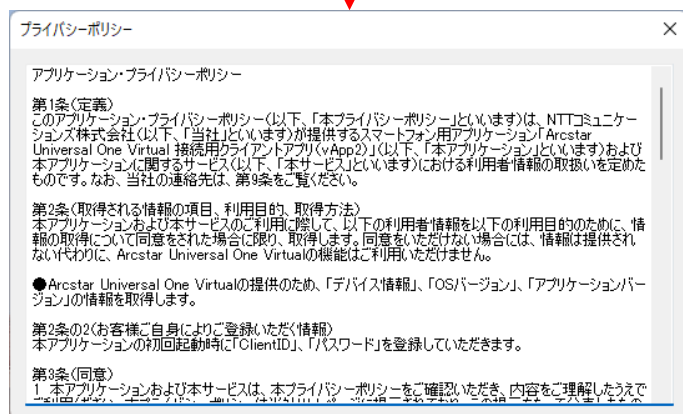 プライバシーポリシー
アプリケーション・プライバシーポリシー
第1条(定義)
このアプリケーション・プライバシーポリシー(以下、「本プライバシーポリシー」といいます)は、NTTコミュニケー
ションズ株式会社(以下、「当社」といいます)が提供するスマートフォン用アプリケーション「Arcstar
Universal One Virtual 接続用クライアントアプリ(vApp2)」(以下、「本アプリケーション」といいます)および
本アプリケーションに関するサービス(以下、「本サービス」といいます)における利用者情報の取扱いを定めた
ものです。なお、当社の連絡先は、第9条をご覧ください。
第2条(取得される情報の項目、利用目的、取得方法)
本アプリケーションおよび本サービスのご利用に際して、以下の利用者情報を以下の利用目的のために、情
報の取得について同意をされた場合に限り、取得します。同意をいただけない場合には、情報は提供され
ない代わりに、Arcstar Universal One Virtualの機能はご利用いただけません。
●Arcstar Universal One Virtualの提供のため、「デバイス情報」、「OSバージョン」、「アプリケーションバー
ジョン」の情報を取得します。
第2条の2(お客様ご自身によりご登録いただく情報)
本アプリケーションの初回起動時に「ClientID」、「パスワード」を登録していただきます。
第3条(同意)
1 本アプリケーションおよび本サービスは、本プライバシーポリシーをご確認いただき、内容をご理解したうえで